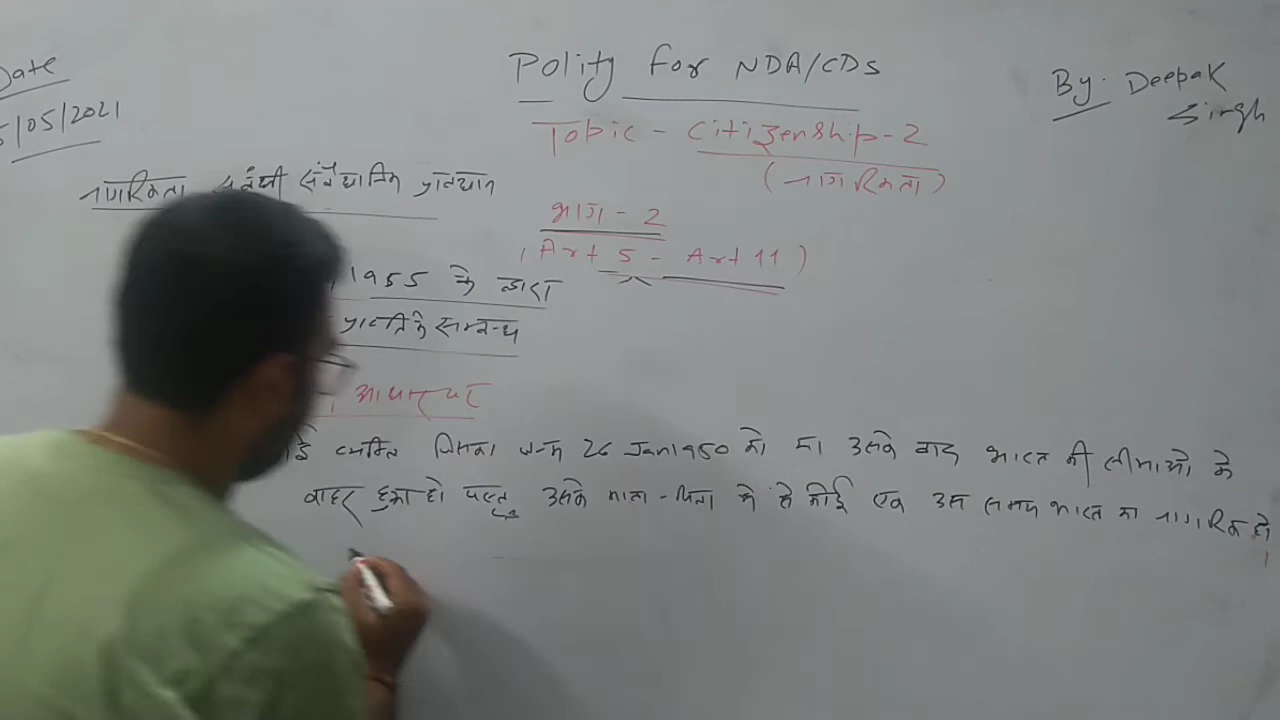 Date
5/05/2021
Polity for NDA/CDS
By. Deepak
Singh
Topic - Citizenship-2
(नागरिकता)
नागरिकता संबंधी संवैधानिक प्रावधान
भाग - 2
(Art 5 - Art 11)
1955 के द्वारा
प्राप्ति के सम्बन्ध
आधार पर
व्यक्ति जिसका जन्म 26 Jan 1950 को या उसके बाद भारत की सीमाओ के
बाहर हुआ हो परन्तु उसके माता-पिता मे से कोई एक उस समय भारत का नागरिक हो।